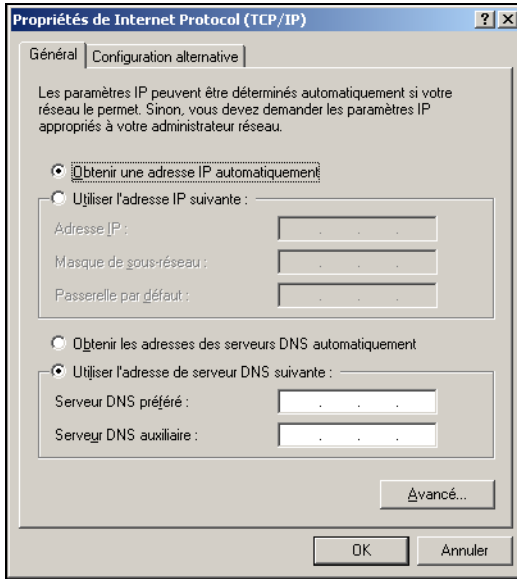 Propriétés de Internet Protocol (TCP/IP)
Général
Configuration alternative
Les paramètres IP peuvent être déterminés automatiquement si votre
réseau le permet. Sinon, vous devez demander les paramètres IP
appropriés à votre administrateur réseau.
Obtenir une adresse IP automatiquement
Utiliser l'adresse IP suivante :
Adresse IP :
Masque de sous-réseau :
Passerelle par défaut :
Obtenir les adresses des serveurs DNS automatiquement
Utiliser l'adresse de serveur DNS suivante :
Serveur DNS préféré :
Serveur DNS auxiliaire :
Avancé...
OK
Annuler